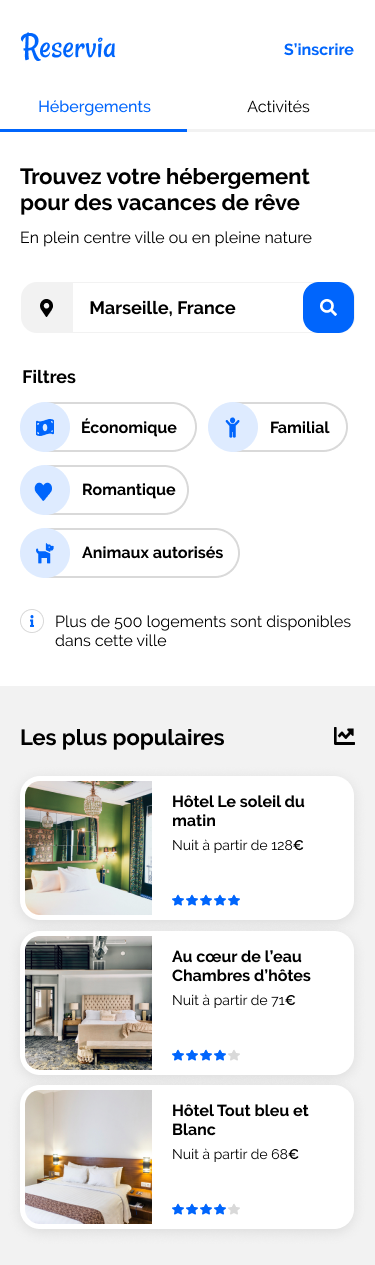 Reservia
S'inscrire
Hébergements
Activités
Trouvez votre hébergement
pour des vacances de rêve
En plein centre ville ou en pleine nature
Marseille, France
Filtres
Économique
Familial
Romantique
Animaux autorisés
Plus de 500 logements sont disponibles
dans cette ville
Les plus populaires
Hôtel Le soleil du
matin
Nuit à partir de 128€
Au cœur de l'eau
Chambres d'hôtes
Nuit à partir de 71€
Hôtel Tout bleu et
Blanc
Nuit à partir de 68€